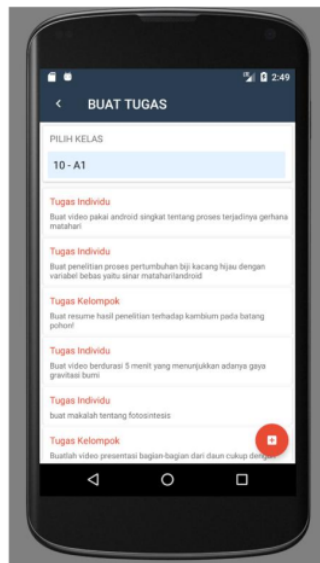 2:49
BUAT TUGAS
PILIH KELAS
10 - A1
Tugas Individu
Buat video pakai android singkat tentang proses terjadinya gerhana
matahari
Tugas Individu
Buat penelitian proses pertumbuhan biji kacang hijau dengan
variabel bebas yaitu sinar matahari/android
Tugas Kelompok
Buat resume hasil penelitian terhadap kambium pada batang
pohon!
Tugas Individu
Buat video berdurasi 5 menit yang menunjukkan adanya gaya
gravitasi bumi
Tugas Individu
buat makalah tentang fotosintesis
Tugas Kelompok
Buatlah video presentasi bagian-bagian dari daun cukup